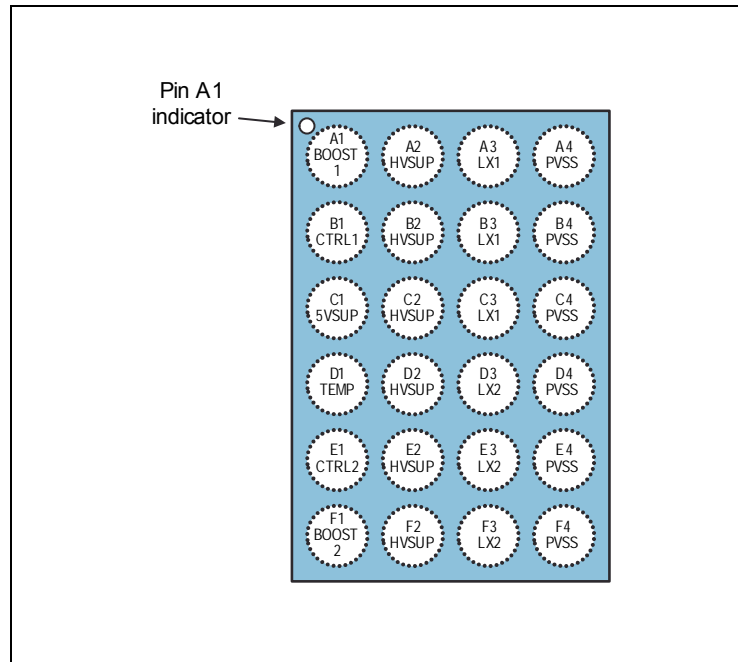 Pin A1
indicator
A1
BOOST
1
A2
HVSUP
A3
LX1
A4
PVSS
B1
CTRL1
B2
HVSUP
B3
LX1
B4
PVSS
C1
5VSUP
C2
HVSUP
C3
LX1
C4
PVSS
D1
TEMP
D2
HVSUP
D3
LX2
D4
PVSS
E1
CTRL2
E2
HVSUP
E3
LX2
E4
PVSS
F1
BOOST
2
F2
HVSUP
F3
LX2
F4
PVSS